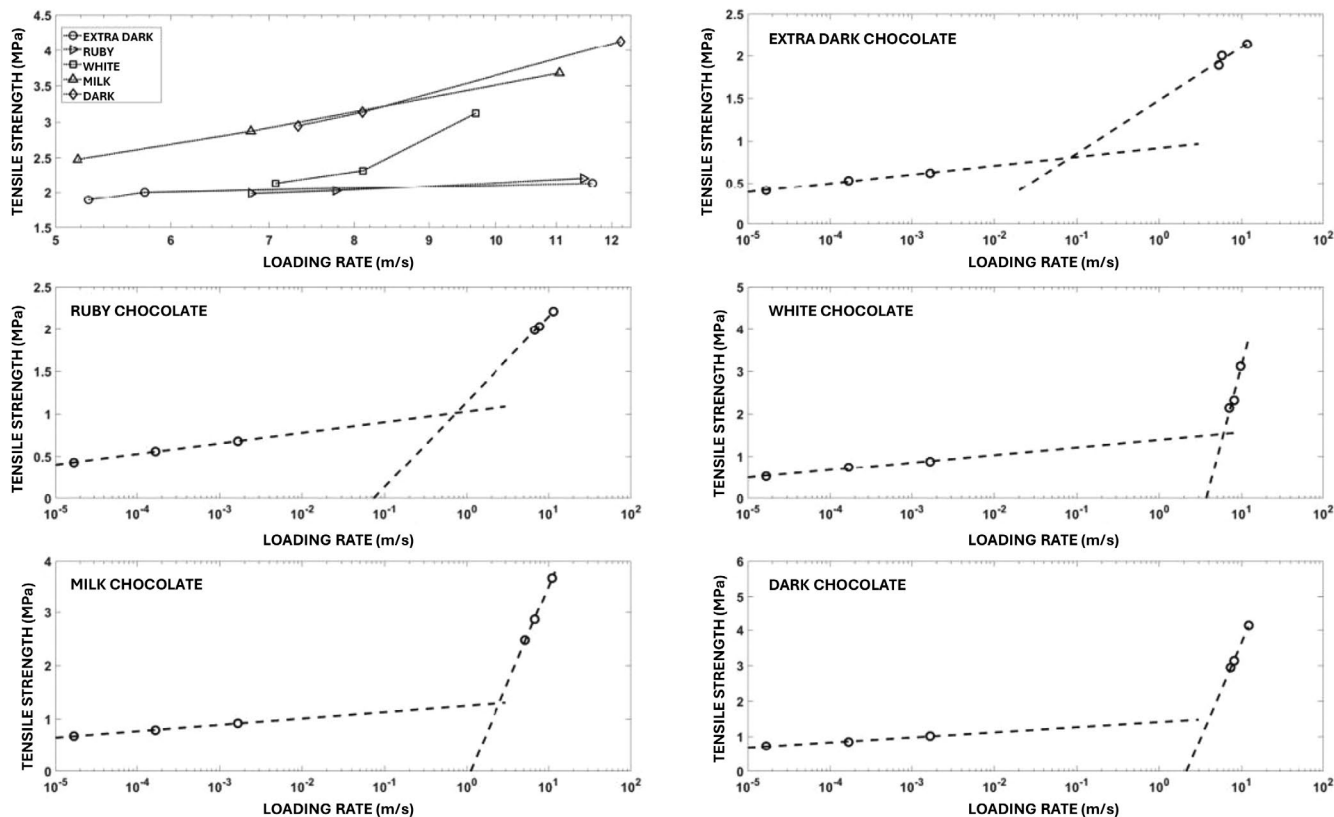 TENSILE STRENGTH (MPa)
4.5
4
3.5
3
2.5
2
1.5
EXTRA DARK
RUBY
WHITE
MILK
DARK
5 6 7 8 9 10 11 12
LOADING RATE (m/s)
TENSILE STRENGTH (MPa)
2.5
2
1.5
1
0.5
0
EXTRA DARK CHOCOLATE
10-5 10-4 10-3 10-2 10-1 100 101 102
LOADING RATE (m/s)
TENSILE STRENGTH (MPa)
2.5
2
1.5
1
0.5
0
RUBY CHOCOLATE
10-5 10-4 10-3 10-2 10-1 100 101 102
LOADING RATE (m/s)
TENSILE STRENGTH (MPa)
5
4
3
2
1
0
WHITE CHOCOLATE
10-5 10-4 10-3 10-2 10-1 100 101 102
LOADING RATE (m/s)
TENSILE STRENGTH (MPa)
4
3
2
1
0
MILK CHOCOLATE
10-5 10-4 10-3 10-2 10-1 100 101 102
LOADING RATE (m/s)
TENSILE STRENGTH (MPa)
6
5
4
3
2
1
0
DARK CHOCOLATE
10-5 10-4 10-3 10-2 10-1 100 101 102
LOADING RATE (m/s)